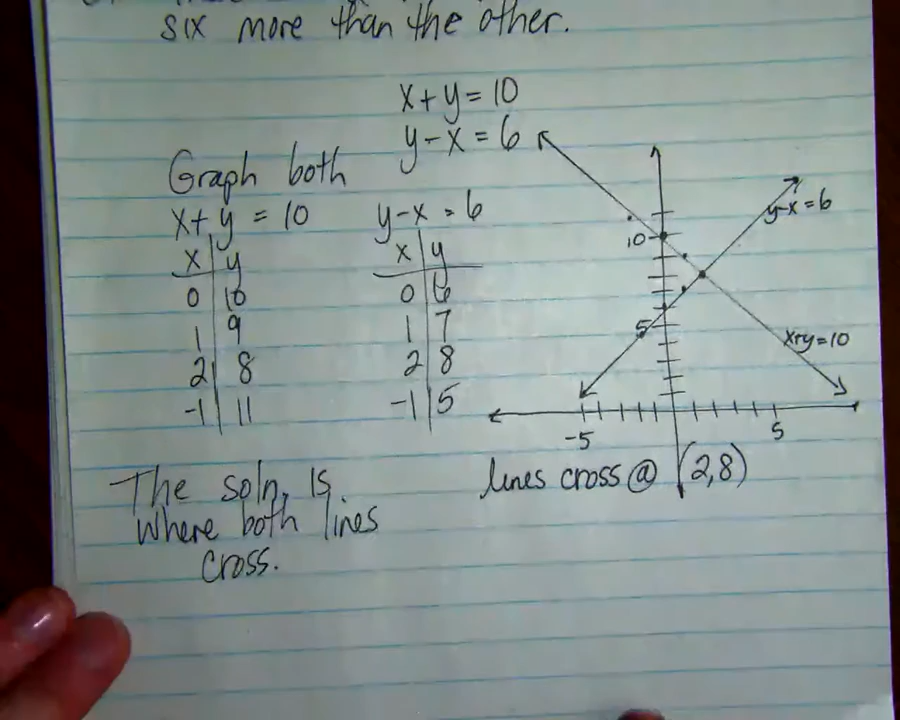 six more than the other.
x+y=10
y-x=6
Graph both
x+y=10
y-x=6
x y
0 10
1 9
2 8
-1 11
x y
0 6
1 7
2 8
-1 5
10
5
-5
5
y-x=6
x+y=10
The soln. is
where both lines
cross.
lines cross @ (2,8)